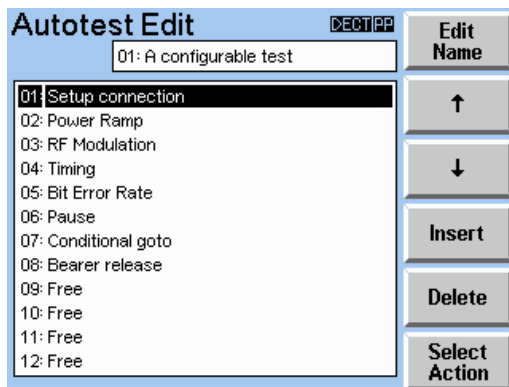 Autotest Edit
DECT PP
01: A configurable test
01: Setup connection
02: Power Ramp
03: RF Modulation
04: Timing
05: Bit Error Rate
06: Pause
07: Conditional goto
08: Bearer release
09: Free
10: Free
11: Free
12: Free
Edit
Name
↑
↓
Insert
Delete
Select
Action